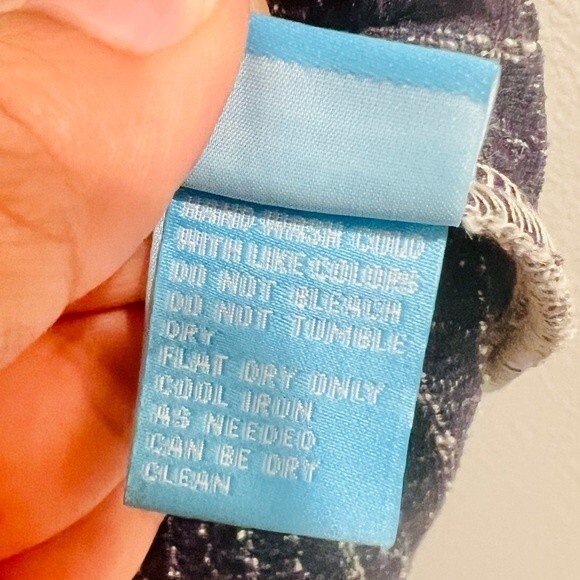 HAND WASH COLD
WITH LIKE COLORS
DO NOT BLEACH
DO NOT TUMBLE
DRY
FLAT DRY ONLY
COOL IRON
AS NEEDED
CAN BE DRY
CLEAN